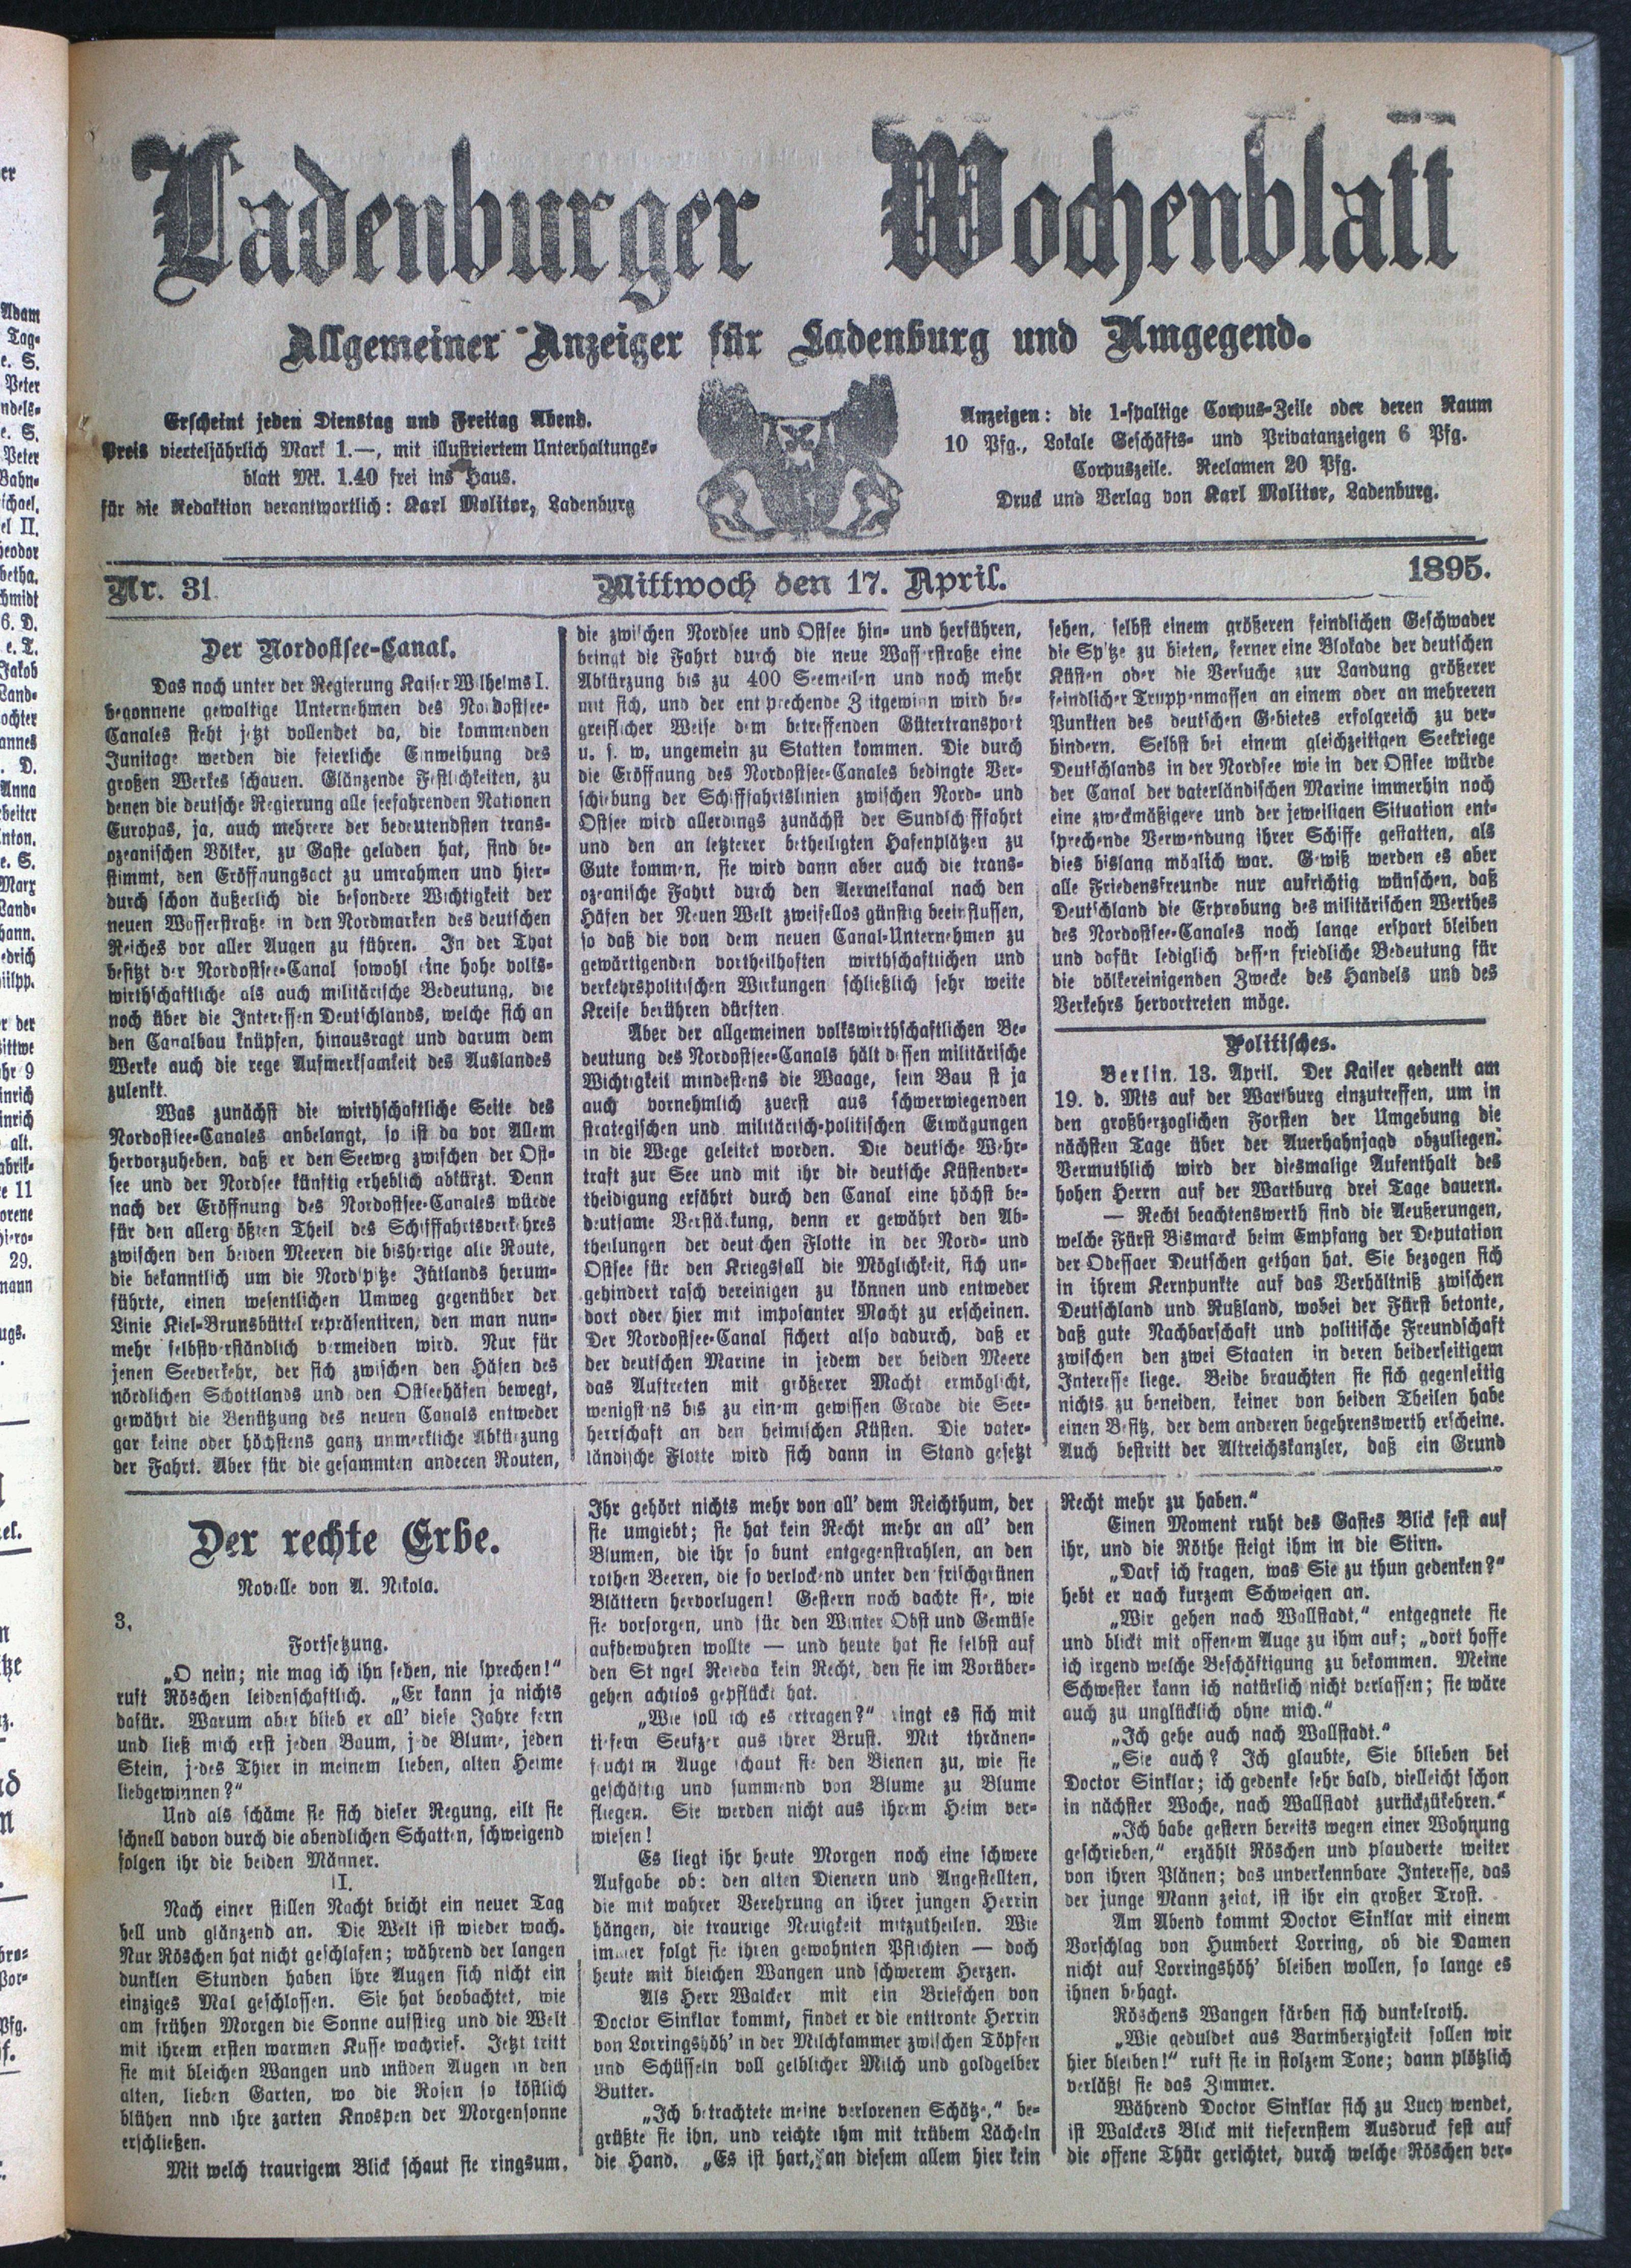 Ladenburger Wochenblatt
Allgemeiner Anzeiger für Ladenburg und Umgegend.
Erscheint jeden Dienstag und Freitag Abend.
Preis vierteljährlich Mark 1.—, mit illustriertem Unterhaltungs-
blatt Mk. 1.40 frei ins Haus.
für die Redaktion verantwortlich: Karl Molitor, Ladenburg
Anzeigen: die 1-spaltige Corpus-Zeile oder deren Raum
10 Pfg., Lokale Geschäfts- und Privatanzeigen 6 Pfg.
Corpuszeile. Reclamen 20 Pfg.
Druck und Verlag von Karl Molitor, Ladenburg.
Nr. 31
Mittwoch den 17. April.
1895.
Der Nordostsee-Canal.
Das noch unter der Regierung Kaiser Wilhelms I.
begonnene gewaltige Unternehmen des Nordostsee-
Canales steht jetzt vollendet da, die kommenden
Junitage werden die feierliche Einweihung des
großen Werkes schauen. Glänzende Festlichkeiten, zu
denen die deutsche Regierung alle seefahrenden Nationen
Europas, ja, auch mehrere der bedeutendsten trans-
ozeanischen Völker, zu Gaste geladen hat, sind be-
stimmt, den Eröffnungsact zu umrahmen und hier-
durch schon äußerlich die besondere Wichtigkeit der
neuen Wasserstraße in den Nordmarken des deutschen
Reiches vor aller Augen zu führen. In der That
besitzt der Nordostsee-Canal sowohl eine hohe volks-
wirthschaftliche als auch militärische Bedeutung, die
noch über die Interessen Deutschlands, welche sich an
den Canalbau knüpfen, hinausragt und darum dem
Werke auch die rege Aufmerksamkeit des Auslandes
zulenkt.
Was zunächst die wirthschaftliche Seite des
Nordostsee-Canales anbelangt, so ist da vor Allem
hervorzuheben, daß er den Seeweg zwischen der Ost-
see und der Nordsee künftig erheblich abkürzt. Denn
nach der Eröffnung des Nordostsee-Canales würde
für den allergrößten Theil des Schifffahrtsverkehres
zwischen den beiden Meeren die bisherige alte Route,
die bekanntlich um die Nordspitze Jütlands herum-
führte, einen wesentlichen Umweg gegenüber der
Linie Kiel-Brunsbüttel repräsentiren, den man nun-
mehr selbstverständlich vermeiden wird. Nur für
jenen Seeverkehr, der sich zwischen den Häfen des
nördlichen Schottlands und den Ostseehäfen bewegt,
gewährt die Benützung des neuen Canals entweder
gar keine oder höchstens ganz unmerkliche Abkürzung
der Fahrt. Aber für die gesammten anderen Routen,
die zwischen Nordsee und Ostsee hin- und herführen,
bringt die Fahrt durch die neue Wasserstraße eine
Abkürzung bis zu 400 Seemeilen und noch mehr
mit sich, und der entsprechende Zeitgewinn wird be-
greiflicher Weise dem betreffenden Gütertransport
u. s. w. ungemein zu Statten kommen. Die durch
die Eröffnung des Nordostsee-Canales bedingte Ver-
schiebung der Schifffahrtslinien zwischen Nord- und
Ostsee wird allerdings zunächst der Sundschifffahrt
und den an letzterer betheiligten Hafenplätzen zu
Gute kommen, sie wird dann aber auch die trans-
ozeanische Fahrt durch den Aermelkanal nach den
Häfen der Neuen Welt zweifellos günstig beeinflussen,
so daß die von dem neuen Canal-Unternehmen zu
gewärtigenden vortheilhaften wirthschaftlichen und
verkehrspolitischen Wirkungen schließlich sehr weite
Kreise berühren dürften.
Aber der allgemeinen volkswirthschaftlichen Be-
deutung des Nordostsee-Canals hält dessen militärische
Wichtigkeit mindestens die Waage, sein Bau ist ja
auch vornehmlich zuerst aus schwerwiegenden
strategischen und militärisch-politischen Erwägungen
in die Wege geleitet worden. Die deutsche Wehr-
kraft zur See und mit ihr die deutsche Küstenver-
theidigung erfährt durch den Canal eine höchst be-
deutsame Verstärkung, denn er gewährt den Ab-
theilungen der deutschen Flotte in der Nord- und
Ostsee für den Kriegsfall die Möglichkeit, sich un-
gehindert rasch vereinigen zu können und entweder
dort oder hier mit imposanter Macht zu erscheinen.
Der Nordostsee-Canal sichert also dadurch, daß er
der deutschen Marine in jedem der beiden Meere
das Auftreten mit größerer Macht ermöglicht,
wenigstens bis zu einem gewissen Grade die See-
herrschaft an den heimischen Küsten. Die vater-
ländische Flotte wird sich dann in Stand gesetzt
sehen, selbst einem größeren feindlichen Geschwader
die Spitze zu bieten, ferner eine Blokade der deutschen
Küsten oder die Versuche zur Landung größerer
feindlicher Truppenmassen an einem oder an mehreren
Punkten des deutschen Gebietes erfolgreich zu ver-
hindern. Selbst bei einem gleichzeitigen Seekriege
Deutschlands in der Nordsee wie in der Ostsee würde
der Canal der vaterländischen Marine immerhin noch
eine zweckmäßigere und der jeweiligen Situation ent-
sprechende Verwendung ihrer Schiffe gestatten, als
dies bislang möglich war. Gewiß werden es aber
alle Friedensfreunde nur aufrichtig wünschen, daß
Deutschland die Erprobung des militärischen Werthes
des Nordostsee-Canales noch lange erspart bleiben
und dafür lediglich dessen friedliche Bedeutung für
die völkereinigenden Zwecke des Handels und des
Verkehrs hervortreten möge.
Politisches.
Berlin, 13. April. Der Kaiser gedenkt am
19. d. Mts auf der Wartburg einzutreffen, um in
den großherzoglichen Forsten der Umgebung die
nächsten Tage über der Auerhahnjagd obzuliegen.
Vermuthlich wird der diesmalige Aufenthalt des
hohen Herrn auf der Wartburg drei Tage dauern.
— Recht beachtenswerth sind die Aeußerungen,
welche Fürst Bismarck beim Empfang der Deputation
der Odessaer Deutschen gethan hat. Sie bezogen sich
in ihrem Kernpunkte auf das Verhältniß zwischen
Deutschland und Rußland, wobei der Fürst betonte,
daß gute Nachbarschaft und politische Freundschaft
zwischen den zwei Staaten in deren beiderseitigem
Interesse liege. Beide brauchten sie sich gegenseitig
nichts zu beneiden, keiner von beiden Theilen habe
einen Besitz, der dem anderen begehrenswerth erscheine.
Auch bestritt der Altreichskanzler, daß ein Grund
Der rechte Erbe.
Novelle von A. Nikola.
3.
Fortsetzung.
„O nein; nie mag ich ihn sehen, nie sprechen!“
ruft Röschen leidenschaftlich. „Er kann ja nichts
dafür. Warum aber blieb er all' diese Jahre fern
und ließ mich erst jeden Baum, jede Blume, jeden
Stein, jedes Thier in meinem lieben, alten Heime
liebgewinnen?“
Und als schäme sie sich dieser Regung, eilt sie
schnell davon durch die abendlichen Schatten, schweigend
folgen ihr die beiden Männer.
II.
Nach einer stillen Nacht bricht ein neuer Tag
hell und glänzend an. Die Welt ist wieder wach.
Nur Röschen hat nicht geschlafen; während der langen
dunklen Stunden haben ihre Augen sich nicht ein
einziges Mal geschlossen. Sie hat beobachtet, wie
am frühen Morgen die Sonne aufstieg und die Welt
mit ihrem ersten warmen Kusse wachrief. Jetzt tritt
sie mit bleichen Wangen und müden Augen in den
alten, lieben Garten, wo die Rosen so köstlich
blühen nnd ihre zarten Knospen der Morgensonne
erschließen.
Mit welch traurigem Blick schaut sie ringsum.
Ihr gehört nichts mehr von all' dem Reichthum, der
sie umgiebt; sie hat kein Recht mehr an all' den
Blumen, die ihr so bunt entgegenstrahlen, an den
rothen Beeren, die so verlockend unter den frischgrünen
Blättern hervorlugen! Gestern noch dachte sie, wie
sie vorsorgen, und für den Winter Obst und Gemüse
aufbewahren wollte — und heute hat sie selbst auf
den Stengel Reseda kein Recht, den sie im Vorüber-
gehen achtlos gepflückt hat.
„Wie soll ich es ertragen?“ ringt es sich mit
tiefem Seufzer aus ihrer Brust. Mit thränen-
feuchtem Auge schaut sie den Bienen zu, wie sie
geschäftig und summend von Blume zu Blume
fliegen. Sie werden nicht aus ihrem Heim ver-
wiesen!
Es liegt ihr heute Morgen noch eine schwere
Aufgabe ob: den alten Dienern und Angestellten,
die mit wahrer Verehrung an ihrer jungen Herrin
hängen, die traurige Neuigkeit mitzutheilen. Wie
immer folgt sie ihren gewohnten Pflichten — doch
heute mit bleichen Wangen und schwerem Herzen.
Als Herr Walcker mit ein Briefchen von
Doctor Sinklar kommt, findet er die enttronte Herrin
von Lorringshöh' in der Milchkammer zwischen Töpfen
und Schüsseln voll gelblicher Milch und goldgelber
Butter.
„Ich betrachtete meine verlorenen Schätze,“ be-
grüßte sie ihn, und reichte ihm mit trübem Lächeln
die Hand. „Es ist hart, an diesem allem hier kein
Recht mehr zu haben.“
Einen Moment ruht des Gastes Blick fest auf
ihr, und die Röthe steigt ihm in die Stirn.
„Darf ich fragen, was Sie zu thun gedenken?“
hebt er nach kurzem Schweigen an.
„Wir gehen nach Wallstadt,“ entgegnete sie
und blickt mit offenem Auge zu ihm auf; „dort hoffe
ich irgend welche Beschäftigung zu bekommen. Meine
Schwester kann ich natürlich nicht verlassen; sie wäre
auch zu unglücklich ohne mich.“
„Ich gehe auch nach Wallstadt.“
„Sie auch? Ich glaubte, Sie blieben bei
Doctor Sinklar; ich gedenke sehr bald, vielleicht schon
in nächster Woche, nach Wallstadt zurückzukehren.“
„Ich habe gestern bereits wegen einer Wohnung
geschrieben,“ erzählt Röschen und plauderte weiter
von ihren Plänen; das unverkennbare Interesse, das
der junge Mann zeigt, ist ihr ein großer Trost.
Am Abend kommt Doctor Sinklar mit einem
Vorschlag von Humbert Lorring, ob die Damen
nicht auf Lorringshöh' bleiben wollen, so lange es
ihnen behagt.
Röschens Wangen färben sich dunkelroth.
„Wie geduldet aus Barmherzigkeit sollen wir
hier bleiben!“ ruft sie in stolzem Tone; dann plötzlich
verläßt sie das Zimmer.
Während Doctor Sinklar sich zu Lucy wendet,
ist Walckers Blick mit tiefernstem Ausdruck fest auf
die offene Thür gerichtet, durch welche Röschen ver-